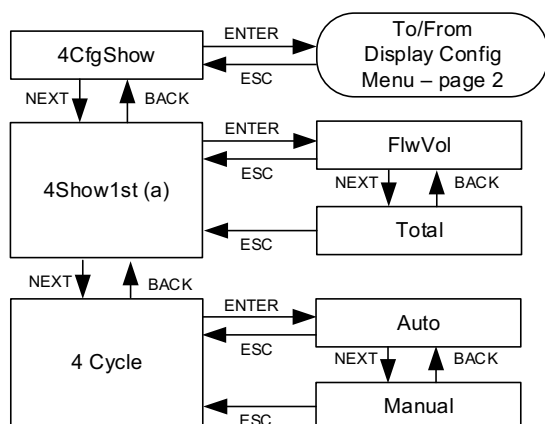 4CfgShow
ENTER
ESC
To/From
Display Config
Menu – page 2
NEXT
BACK
4Show1st (a)
ENTER
ESC
FlwVol
NEXT
BACK
ESC
Total
NEXT
BACK
4 Cycle
ENTER
ESC
Auto
NEXT
BACK
ESC
Manual